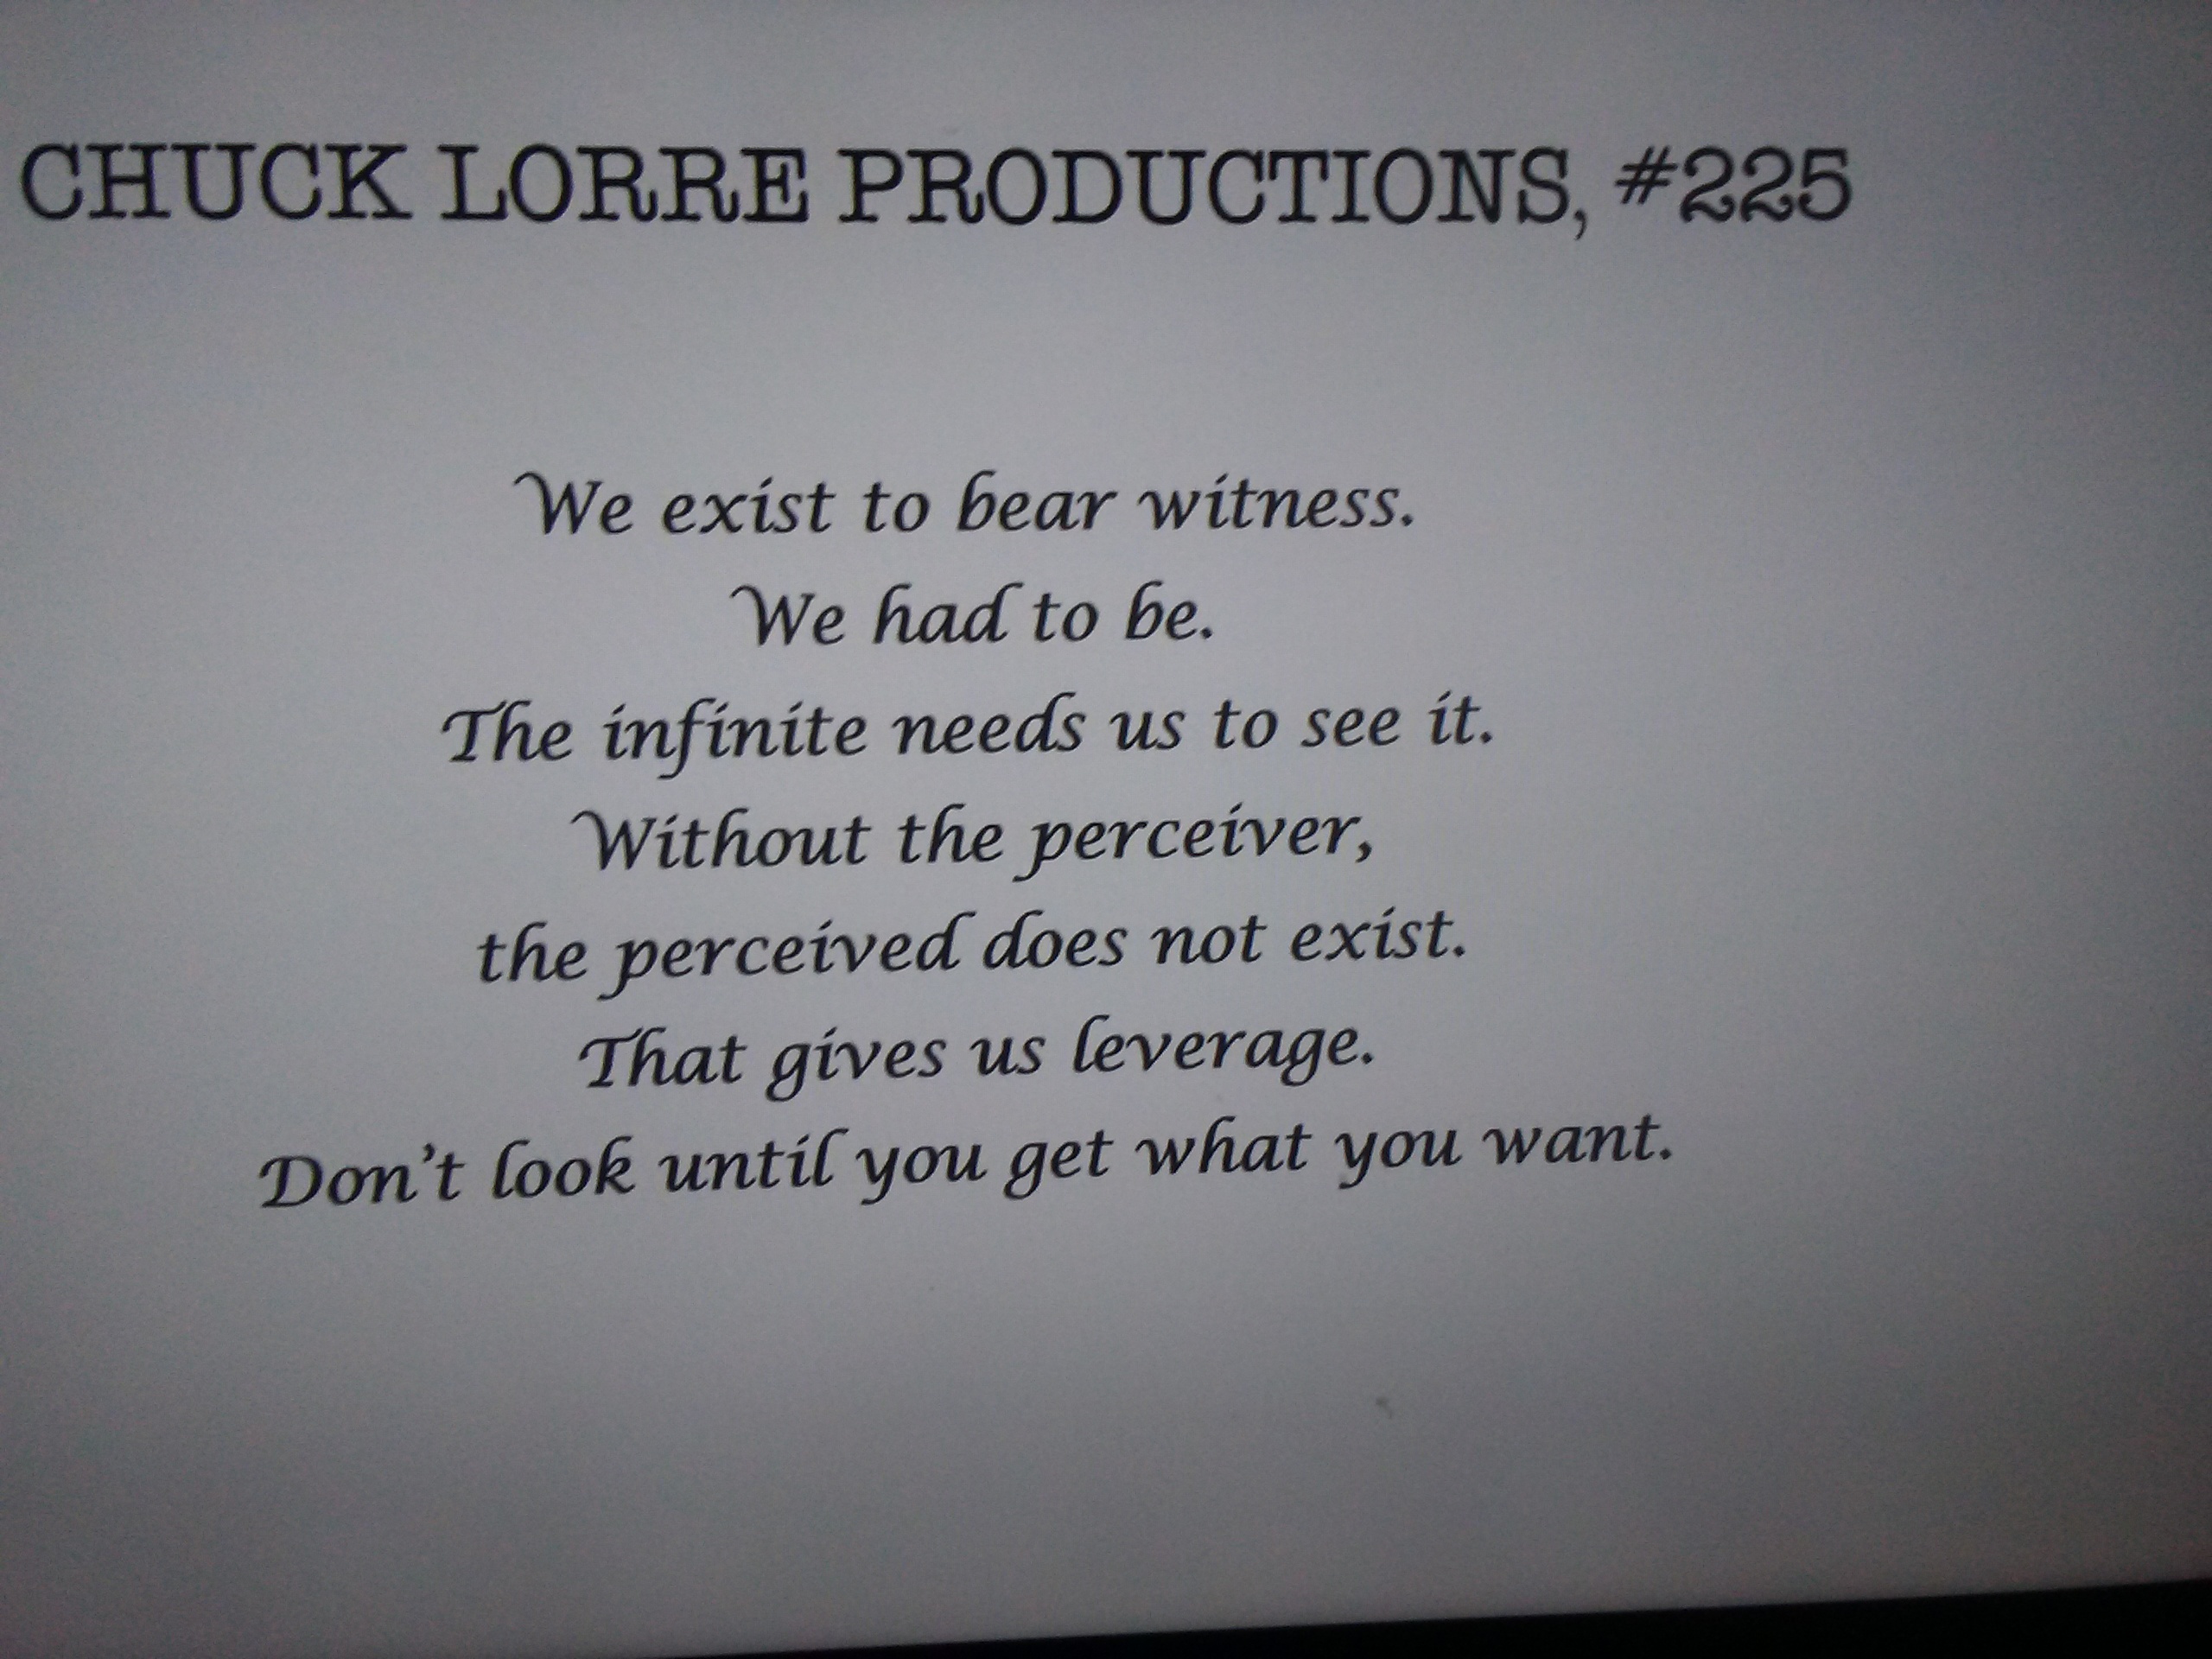 CHUCK LORRE PRODUCTIONS, #225
We exist to bear witness.
We had to be.
The infinite needs us to see it.
Without the perceiver,
the perceived does not exist.
That gives us leverage.
Don't look until you get what you want.